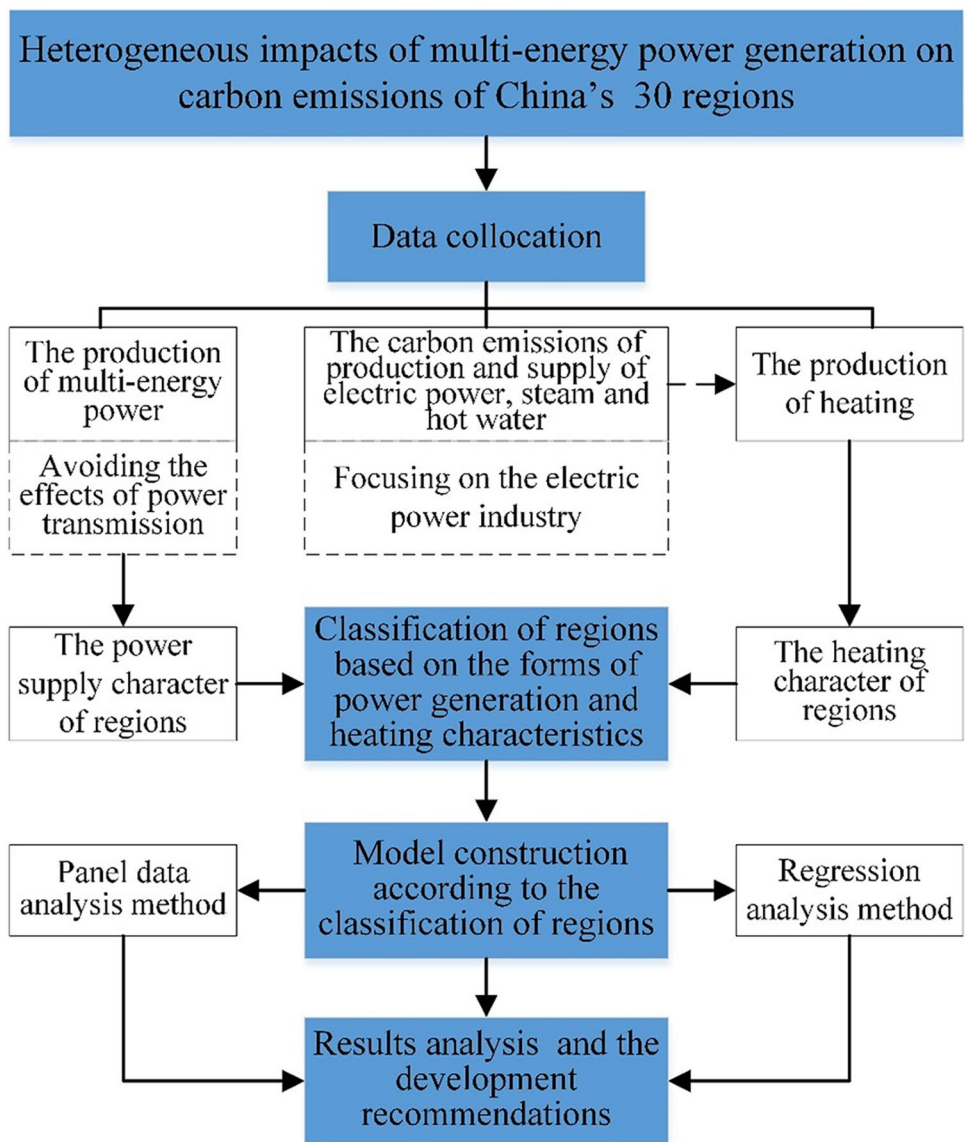 Heterogeneous impacts of multi-energy power generation on
carbon emissions of China's 30 regions
Data collocation
The production
of multi-energy
power
Avoiding the
effects of power
transmission
The carbon emissions of
production and supply of
electric power, steam and
hot water
Focusing on the electric
power industry
The production
of heating
The power
supply character
of regions
Classification of regions
based on the forms of
power generation and
heating characteristics
The heating
character of
regions
Panel data
analysis method
Model construction
according to the
classification of regions
Regression
analysis method
Results analysis and the
development
recommendations